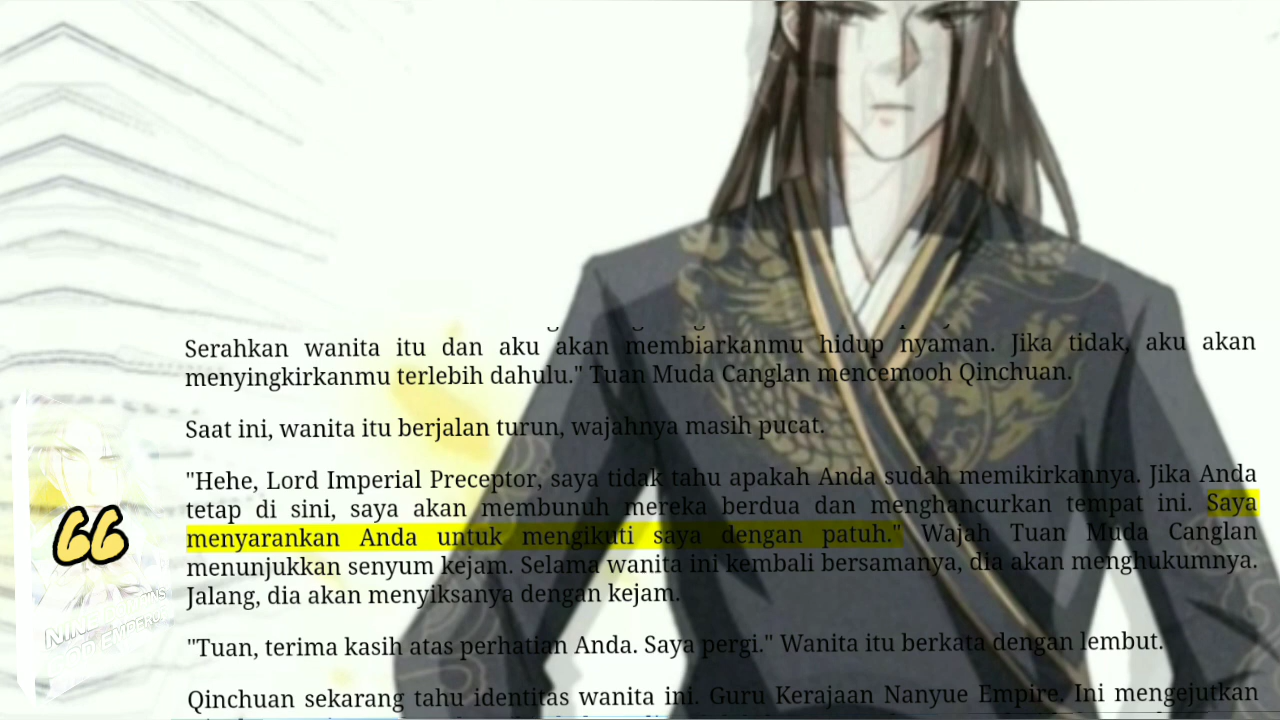 Serahkan wanita itu dan aku akan membiarkanmu hidup nyaman. Jika tidak, aku akan
menyingkirkanmu terlebih dahulu." Tuan Muda Canglan mencemooh Qinchuan.
Saat ini, wanita itu berjalan turun, wajahnya masih pucat.
"Hehe, Lord Imperial Preceptor, saya tidak tahu apakah Anda sudah memikirkannya. Jika Anda
tetap di sini, saya akan membunuh mereka berdua dan menghancurkan tempat ini. Saya
menyarankan Anda untuk mengikuti saya dengan patuh." Wajah Tuan Muda Canglan
menunjukkan senyum kejam. Selama wanita ini kembali bersamanya, dia akan menghukumnya.
Jalang, dia akan menyiksanya dengan kejam.
"Tuan, terima kasih atas perhatian Anda. Saya pergi." Wanita itu berkata dengan lembut.
Qinchuan sekarang tahu identitas wanita ini. Guru Kerajaan Nanyue Empire. Ini mengejutkan